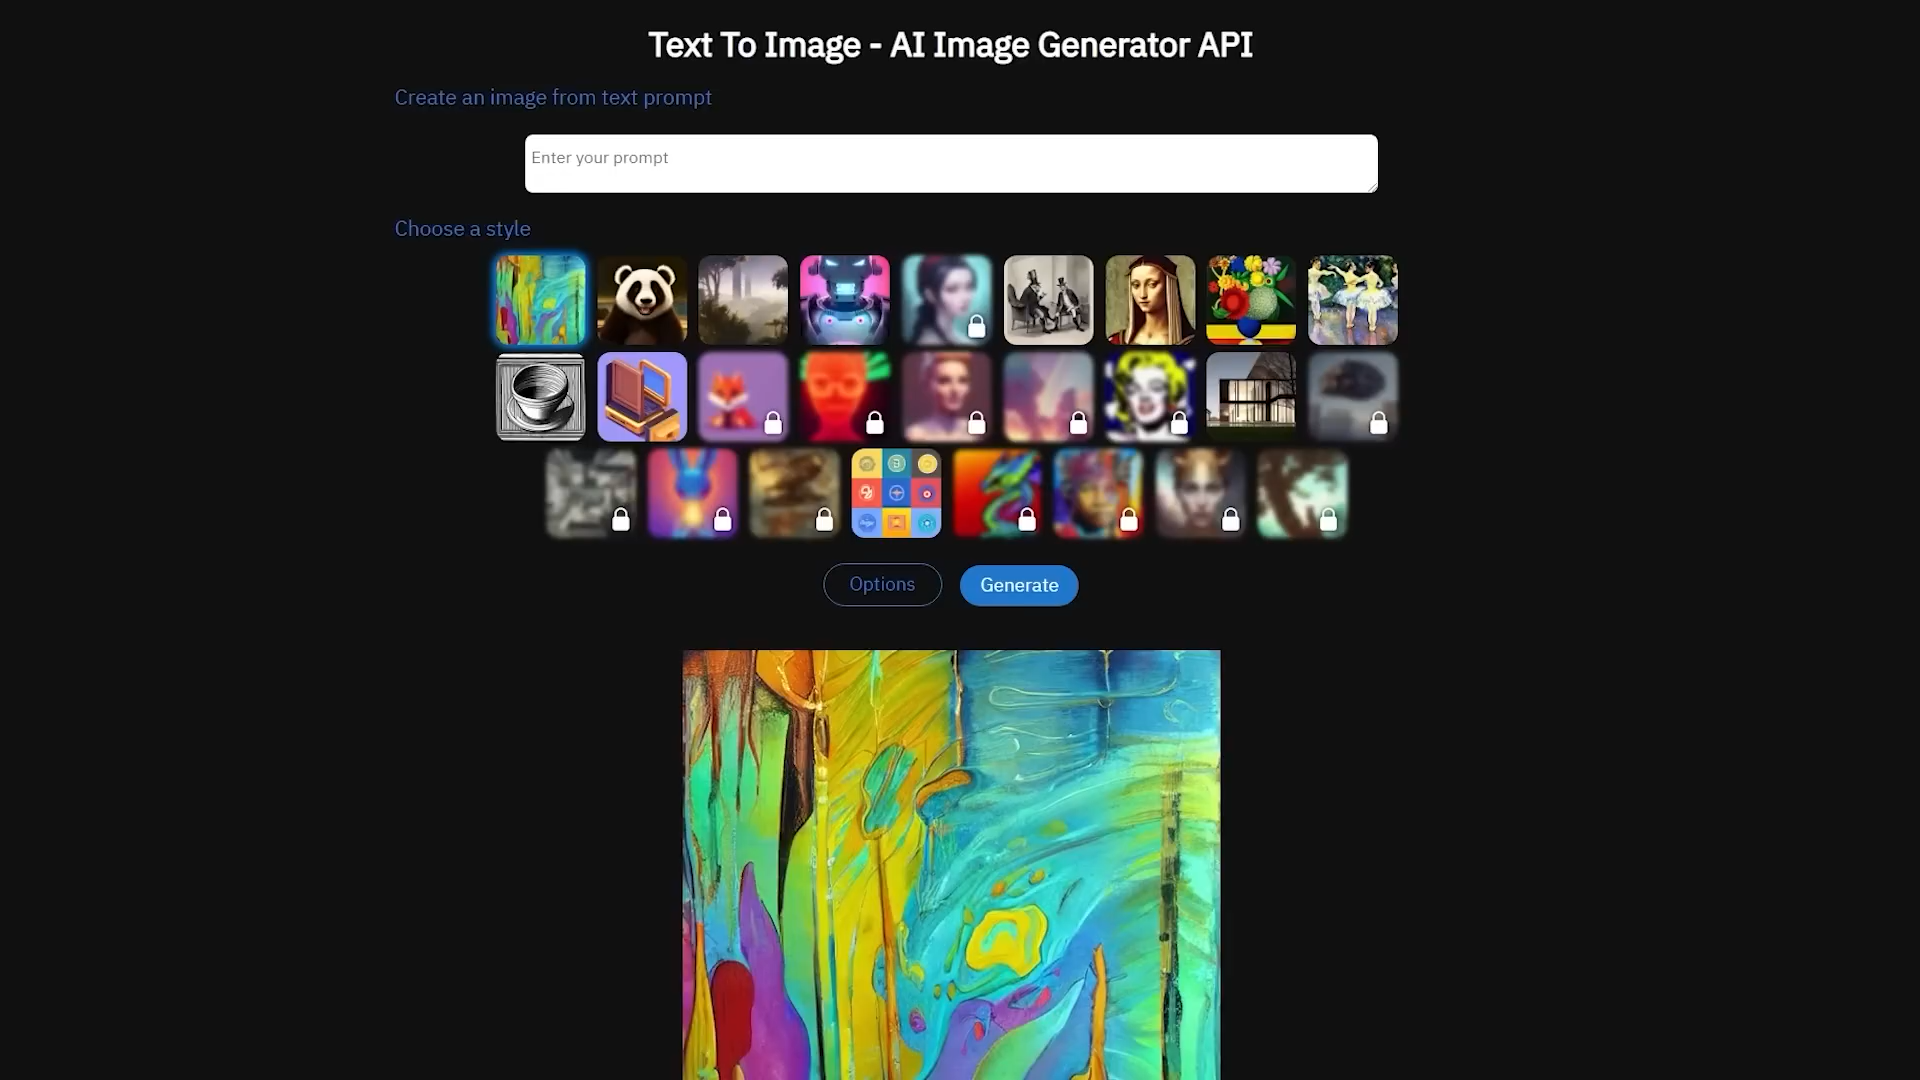 Text To Image - AI Image Generator API
Create an image from text prompt
Enter your prompt
Choose a style
Options
Generate